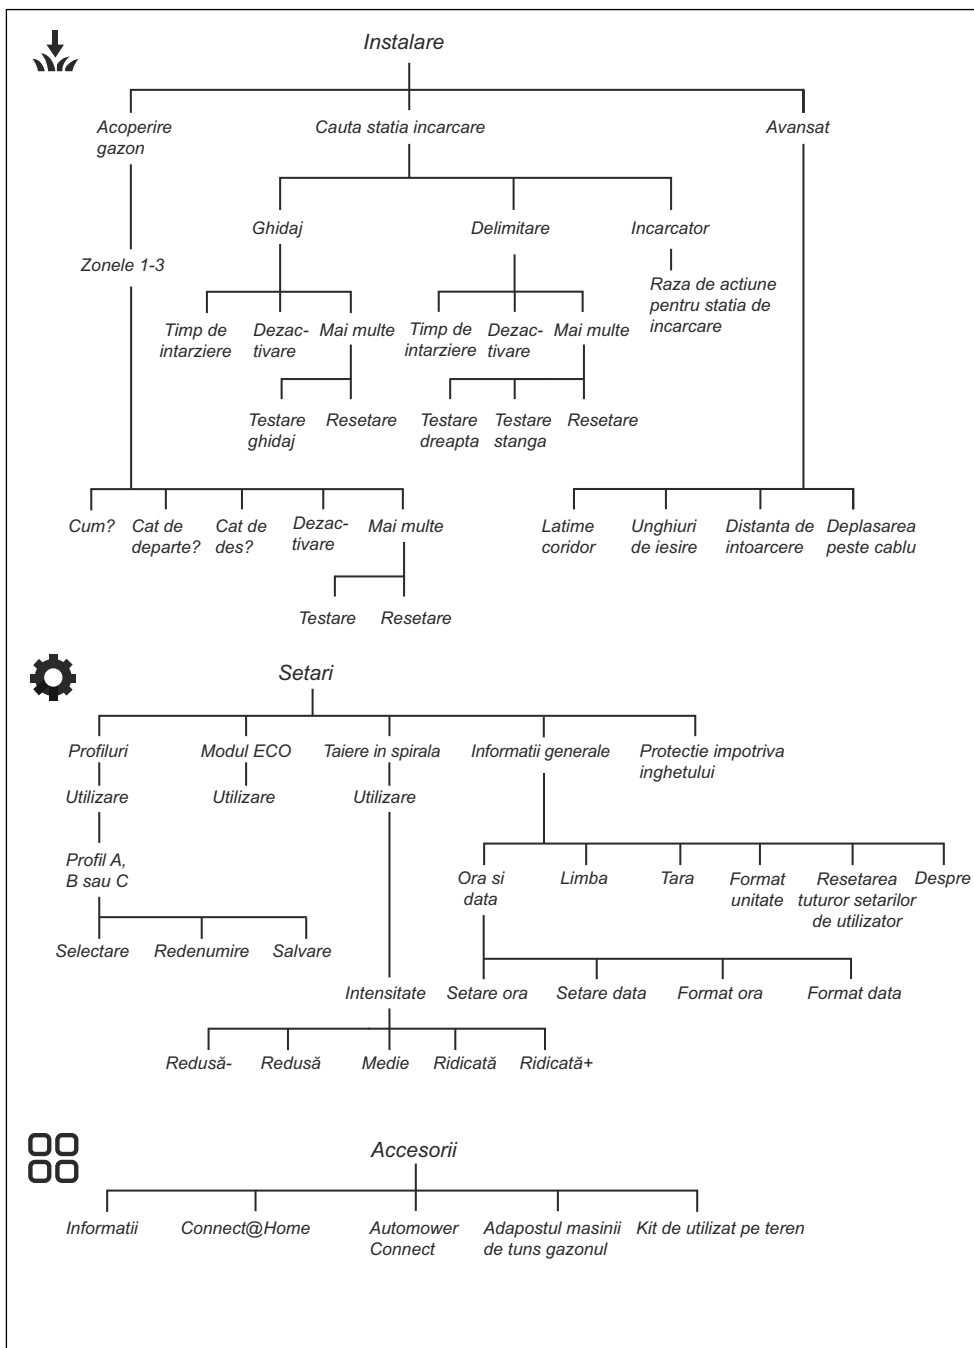 Instalare
Acoperire
gazon
Cauta statia incarcare
Avansat
Ghidaj
Delimitare
Incarcator
Zonele 1-3
Raza de actiune
pentru statia de
incarcare
Timp de
intarziere
Dezac-
tivare
Mai multe
Timp de
intarziere
Dezac-
tivare
Mai multe
Testare
ghidaj
Resetare
Testare
dreapta
Testare
stanga
Resetare
Cum?
Cat de
departe?
Cat de
des?
Dezac-
tivare
Mai multe
Latime
coridor
Unghiuri
de iesire
Distanta de
intoarcere
Deplasarea
peste cablu
Testare
Resetare
Setari
Profiluri
Modul ECO
Taiere in spirala
Informatii generale
Protectie impotriva
inghetului
Utilizare
Utilizare
Utilizare
Profil A,
B sau C
Ora si
data
Limba
Tara
Format
unitate
Resetarea
tuturor setarilor
de utilizator
Despre
Selectare
Redenumire
Salvare
Intensitate
Setare ora
Setare data
Format ora
Format data
Redusă-
Redusă
Medie
Ridicată
Ridicată+
Accesorii
Informatii
Connect@Home
Automower
Connect
Adapostul masinii
de tuns gazonul
Kit de utilizat pe teren